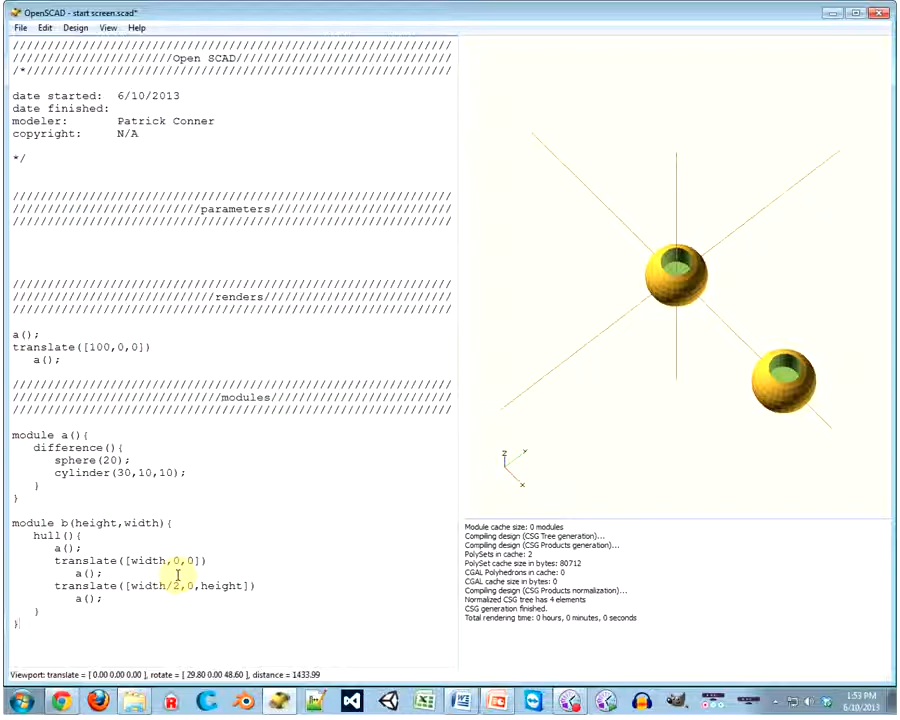 OpenSCAD - start screen.scad*
File Edit Design View Help
//////////////////////////////////////////////////////////////
///////////////////////Open SCAD//////////////////////////////
/*////////////////////////////////////////////////////////////
date started: 6/10/2013
date finished:
modeler: Patrick Conner
copyright: N/A
*/
//////////////////////////////////////////////////////////////
///////////////////////////parameters/////////////////////////
//////////////////////////////////////////////////////////////
//////////////////////////////////////////////////////////////
/////////////////////////////renders//////////////////////////
//////////////////////////////////////////////////////////////
a();
translate([100,0,0])
a();
//////////////////////////////////////////////////////////////
//////////////////////////////modules/////////////////////////
//////////////////////////////////////////////////////////////
module a(){
difference(){
sphere(20);
cylinder(30,10,10);
}
}
module b(height,width){
hull(){
a();
translate([width,0,0])
a();
translate([width/2,0,height])
a();
}
}
z
y
x
Module cache size: 0 modules
Compiling design (CSG Tree generation)...
Compiling design (CSG Products generation)...
PolySets in cache: 2
PolySet cache size in bytes: 80712
CGAL Polyhedrons in cache: 0
CGAL cache size in bytes: 0
Compiling design (CSG Products normalization)...
Normalized CSG tree has 4 elements
CSG generation finished.
Total rendering time: 0 hours, 0 minutes, 0 seconds
Viewport: translate = [ 0.00 0.00 0.00 ], rotate = [ 29.80 0.00 48.60 ], distance = 1433.99
1:53 PM
6/10/2013